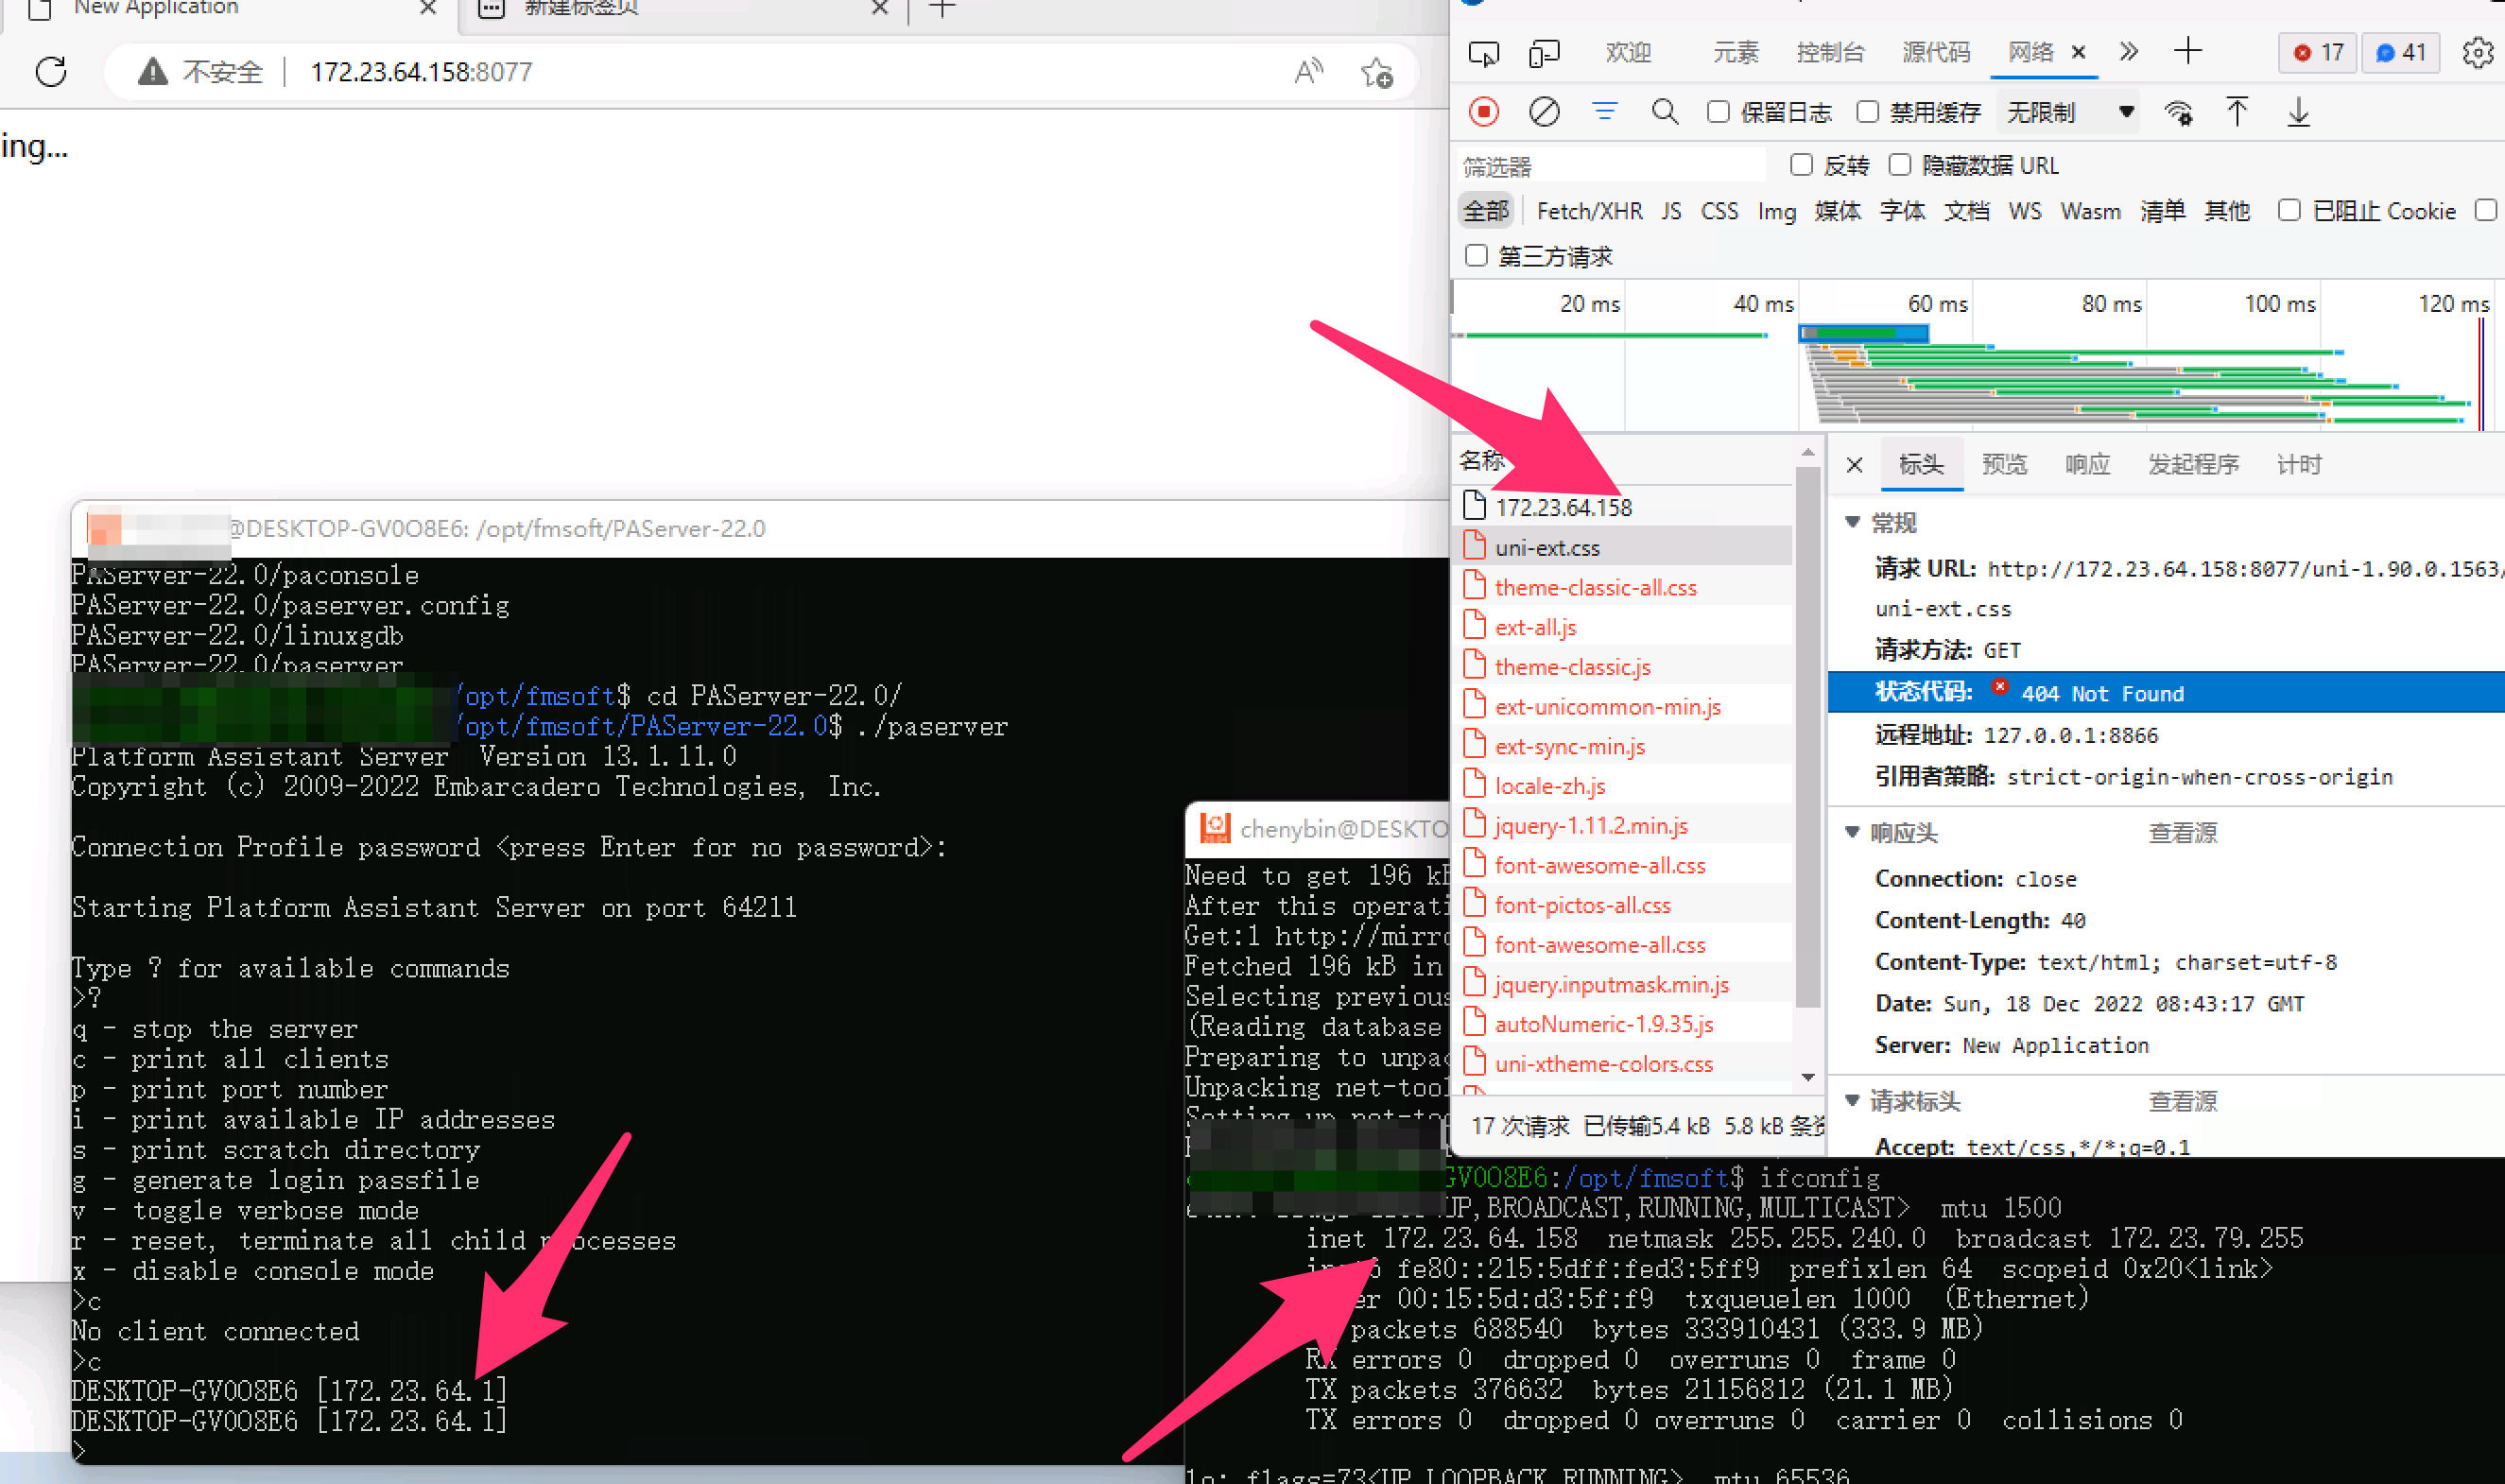 New Application
新建标签页
不安全
172.23.64.158:8077
ing...
欢迎 元素 控制台 源代码 网络
17 41
保留日志 禁用缓存 无限制
筛选器 反转 隐藏数据 URL
全部 Fetch/XHR JS CSS Img 媒体 字体 文档 WS Wasm 清单 其他 已阻止 Cookie
第三方请求
20 ms 40 ms 60 ms 80 ms 100 ms 120 ms
名称
172.23.64.158
uni-ext.css
theme-classic-all.css
ext-all.js
theme-classic.js
ext-unicommon-min.js
ext-sync-min.js
locale-zh.js
jquery-1.11.2.min.js
font-awesome-all.css
font-pictos-all.css
font-awesome-all.css
jquery.inputmask.min.js
autoNumeric-1.9.35.js
uni-xtheme-colors.css
17 次请求 已传输5.4 kB 5.8 kB 条
标头 预览 响应 发起程序 计时
常规
请求 URL: http://172.23.64.158:8077/uni-1.90.0.1563/
uni-ext.css
请求方法: GET
状态代码: 404 Not Found
远程地址: 127.0.0.1:8866
引用者策略: strict-origin-when-cross-origin
响应头 查看源
Connection: close
Content-Length: 40
Content-Type: text/html; charset=utf-8
Date: Sun, 18 Dec 2022 08:43:17 GMT
Server: New Application
请求标头 查看源
Accept: text/css,*/*;q=0.1
@DESKTOP-GV0O8E6: /opt/fmsoft/PAServer-22.0
PAServer-22.0/paconsole
PAServer-22.0/paserver.config
PAServer-22.0/linuxgdb
PAServer-22.0/paserver
/opt/fmsoft$ cd PAServer-22.0/
/opt/fmsoft/PAServer-22.0$ ./paserver
Platform Assistant Server  Version 13.1.11.0
Copyright (c) 2009-2022 Embarcadero Technologies, Inc.
Connection Profile password <press Enter for no password>:
Starting Platform Assistant Server on port 64211
Type ? for available commands
>?
q - stop the server
c - print all clients
p - print port number
i - print available IP addresses
s - print scratch directory
g - generate login passfile
v - toggle verbose mode
r - reset, terminate all child processes
x - disable console mode
>c
No client connected
>c
DESKTOP-GV0O8E6 [172.23.64.1]
DESKTOP-GV0O8E6 [172.23.64.1]
>
chenybin@DESKTO
Need to get 196 kB
After this operati
Get:1 http://mirro
Fetched 196 kB in
Selecting previous
(Reading database
Preparing to unpac
Unpacking net-tool
Setting up net-too
GV0O8E6:/opt/fmsoft$ ifconfig
UP,BROADCAST,RUNNING,MULTICAST>  mtu 1500
inet 172.23.64.158  netmask 255.255.240.0  broadcast 172.23.79.255
inet6 fe80::215:5dff:fed3:5ff9  prefixlen 64  scopeid 0x20<link>
er 00:15:5d:d3:5f:f9  txqueuelen 1000  (Ethernet)
packets 688540  bytes 333910431 (333.9 MB)
RX errors 0  dropped 0  overruns 0  frame 0
TX packets 376632  bytes 21156812 (21.1 MB)
TX errors 0  dropped 0 overruns 0  carrier 0  collisions 0
lo: flags=73<UP,LOOPBACK,RUNNING>  mtu 65536